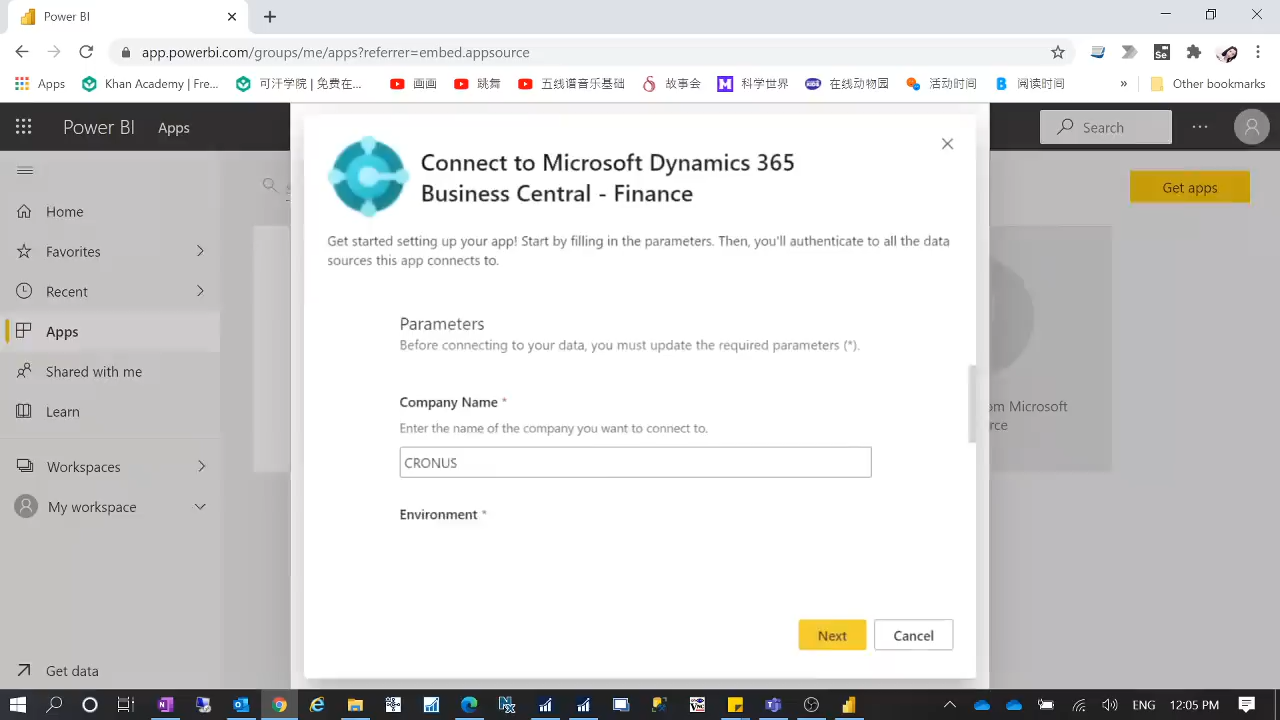 Power BI
app.powerbi.com/groups/me/apps?referrer=embed.appsource
Apps
Khan Academy | Fre...
可汗学院 | 免费在...
画画
跳舞
五线谱音乐基础
故事会
科学世界
在线动物园
活动时间
阅读时间
»
Other bookmarks
Power BI
Apps
Search
Home
Favorites
Recent
Apps
Shared with me
Learn
Workspaces
My workspace
Get data
Get apps
Connect to Microsoft Dynamics 365
Business Central - Finance
Get started setting up your app! Start by filling in the parameters. Then, you'll authenticate to all the data
sources this app connects to.
Parameters
Before connecting to your data, you must update the required parameters (*).
Company Name *
Enter the name of the company you want to connect to.
CRONUS
Environment *
Next
Cancel
om Microsoft
rce
12:05 PM